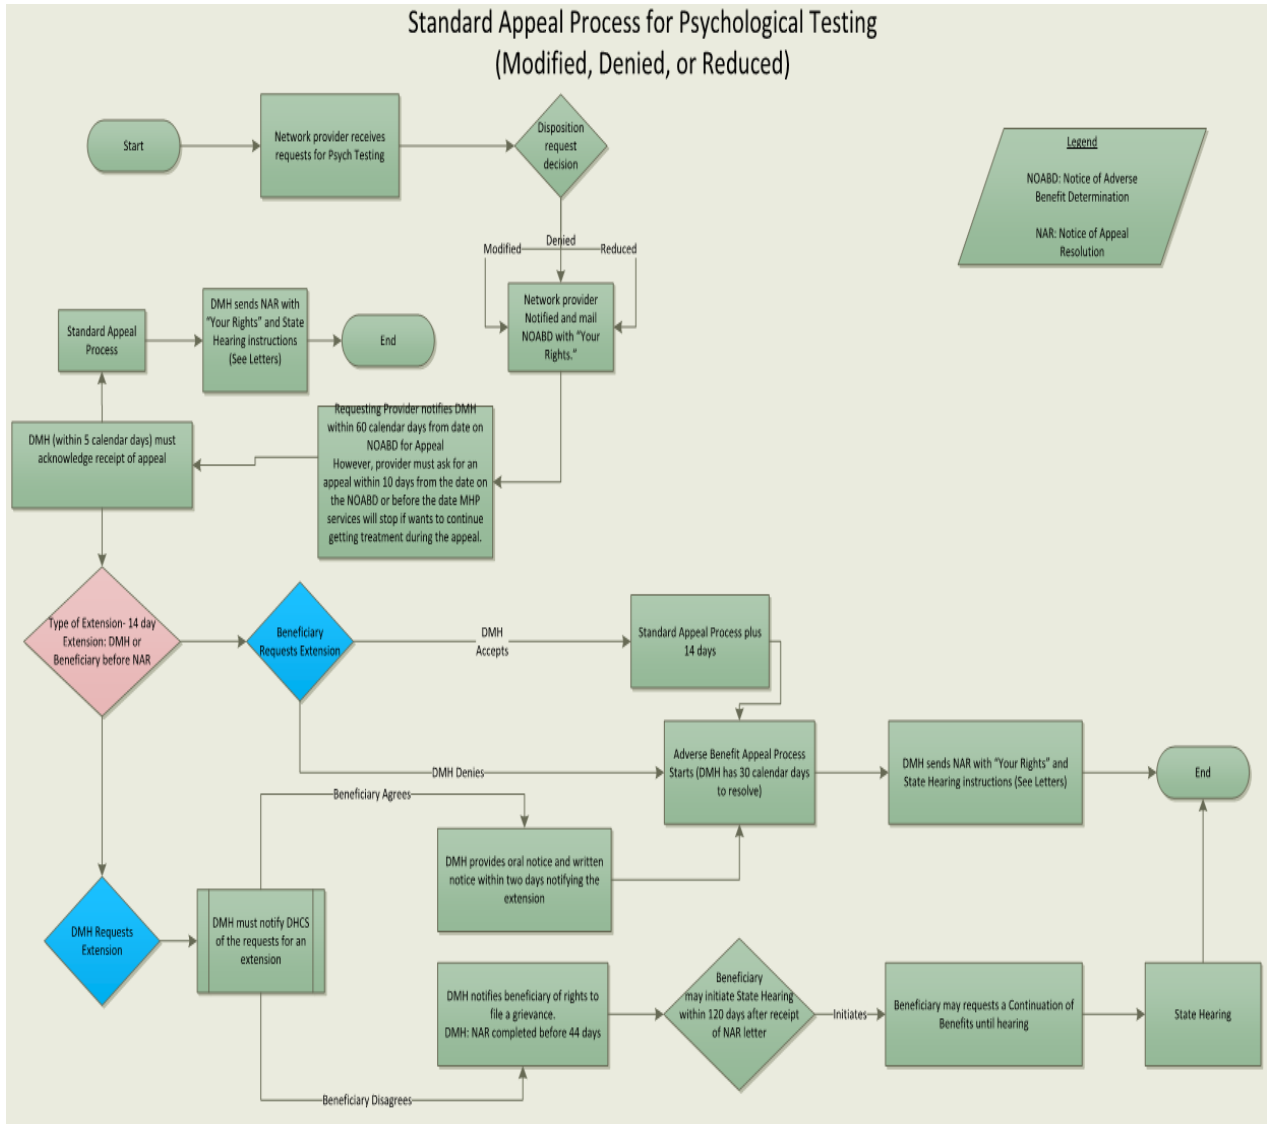 Standard Appeal Process for Psychological Testing
(Modified, Denied, or Reduced)
Start
Network provider receives
requests for Psych Testing
Disposition
request
decision
Legend
NOABD: Notice of Adverse
Benefit Determination
NAR: Notice of Appeal
Resolution
Modified
Denied
Reduced
Network provider
Notified and mail
NOABD with “Your
Rights.”
Standard Appeal
Process
DMH sends NAR with
“Your Rights” and State
Hearing instructions
(See Letters)
End
DMH (within 5 calendar days) must
acknowledge receipt of appeal
Requesting Provider notifies DMH
within 60 calendar days from date on
NOABD for Appeal
However, provider must ask for an
appeal within 10 days from the date on
the NOABD or before the date MHP
services will stop if wants to continue
getting treatment during the appeal.
Type of Extension- 14 day
Extension: DMH or
Beneficiary before NAR
Beneficiary
Requests Extension
DMH
Accepts
Standard Appeal Process plus
14 days
DMH Denies
Adverse Benefit Appeal Process
Starts (DMH has 30 calendar days
to resolve)
DMH sends NAR with “Your Rights” and
State Hearing instructions (See Letters)
End
Beneficiary Agrees
DMH provides oral notice and written
notice within two days notifying the
extension
DMH Requests
Extension
DMH must notify DHCS
of the requests for an
extension
DMH notifies beneficiary of rights to
file a grievance.
DMH: NAR completed before 44 days
Beneficiary
may initiate State Hearing
within 120 days after receipt
of NAR letter
Initiates
Beneficiary may requests a Continuation of
Benefits until hearing
State Hearing
Beneficiary Disagrees